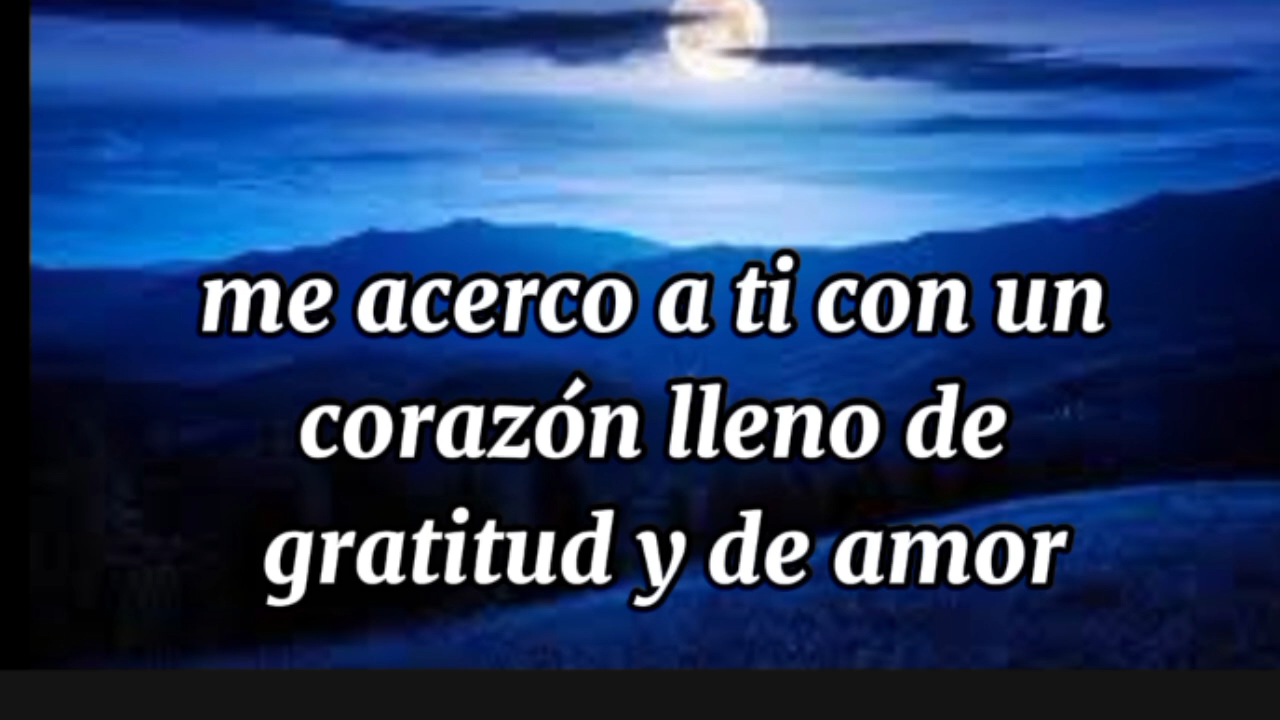 me acerco a ti con un
corazón lleno de
gratitud y de amor